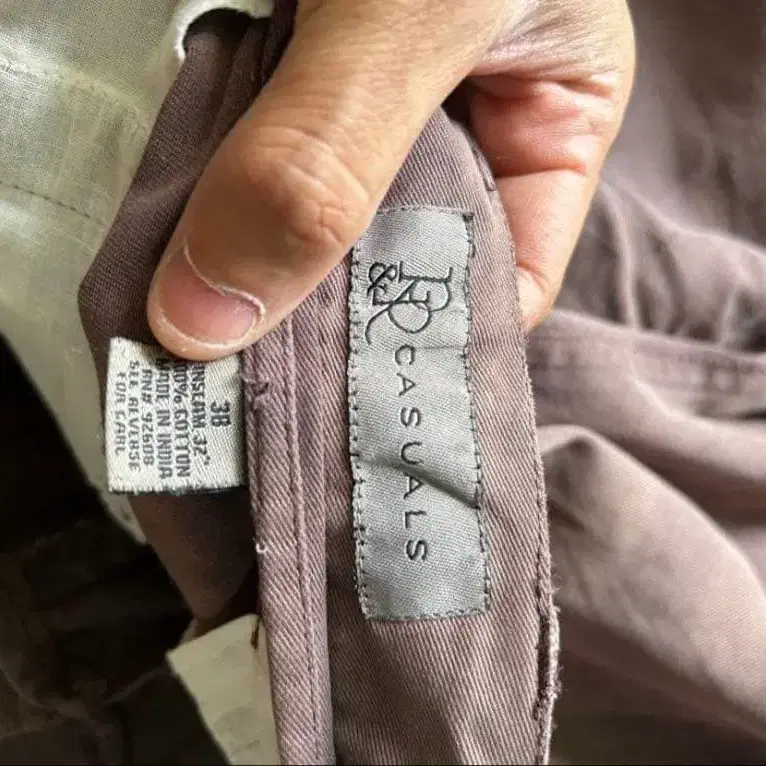 R&R
CASUALS
38
INSEAM 32"
100% COTTON
MADE IN INDIA
RN# 92608
SEE REVERSE
FOR CARE